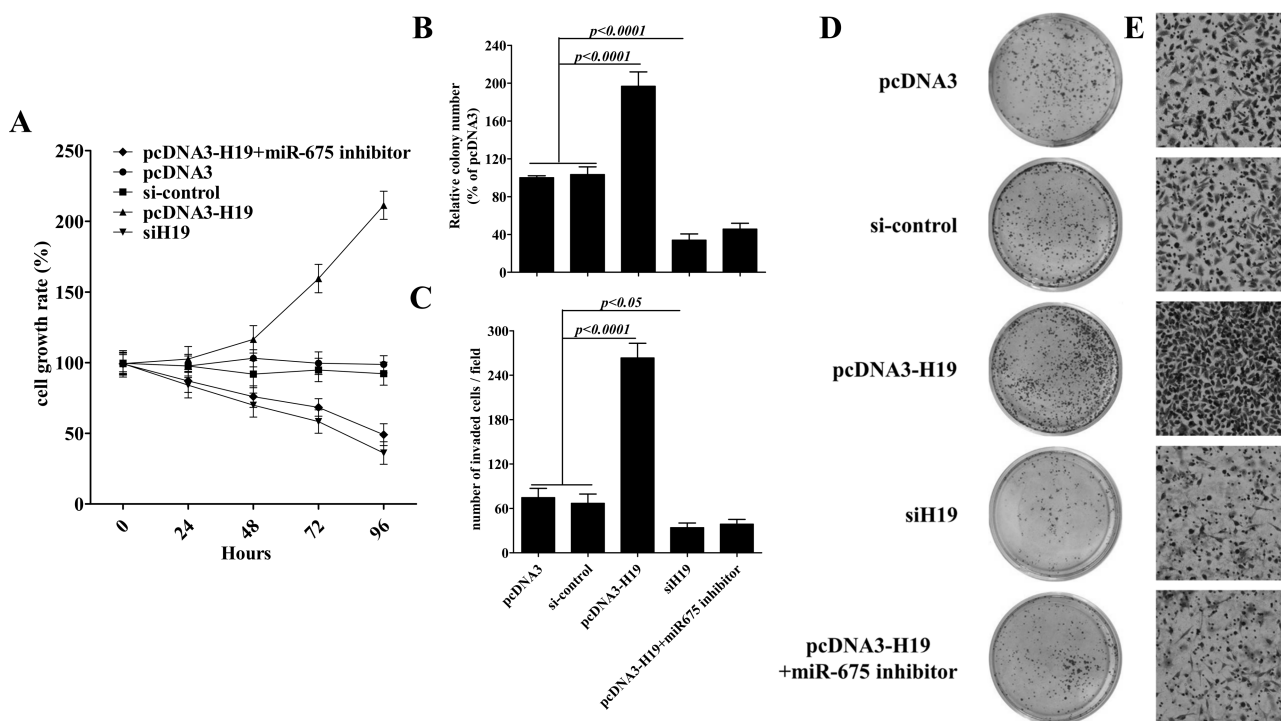 A
250
200
150
100
50
0
cell growth rate (%)
pcDNA3-H19+miR-675 inhibitor
pcDNA3
si-control
pcDNA3-H19
siH19
0 24 48 72 96
Hours
B
p<0.0001
p<0.0001
240
200
160
120
80
40
0
Relative colony number
(% of pcDNA3)
C
p<0.05
p<0.0001
300
240
180
120
60
0
number of invaded cells / field
pcDNA3
si-control
pcDNA3-H19
siH19
pcDNA3-H19+miR675 inhibitor
D
E
pcDNA3
si-control
pcDNA3-H19
siH19
pcDNA3-H19
+miR-675 inhibitor